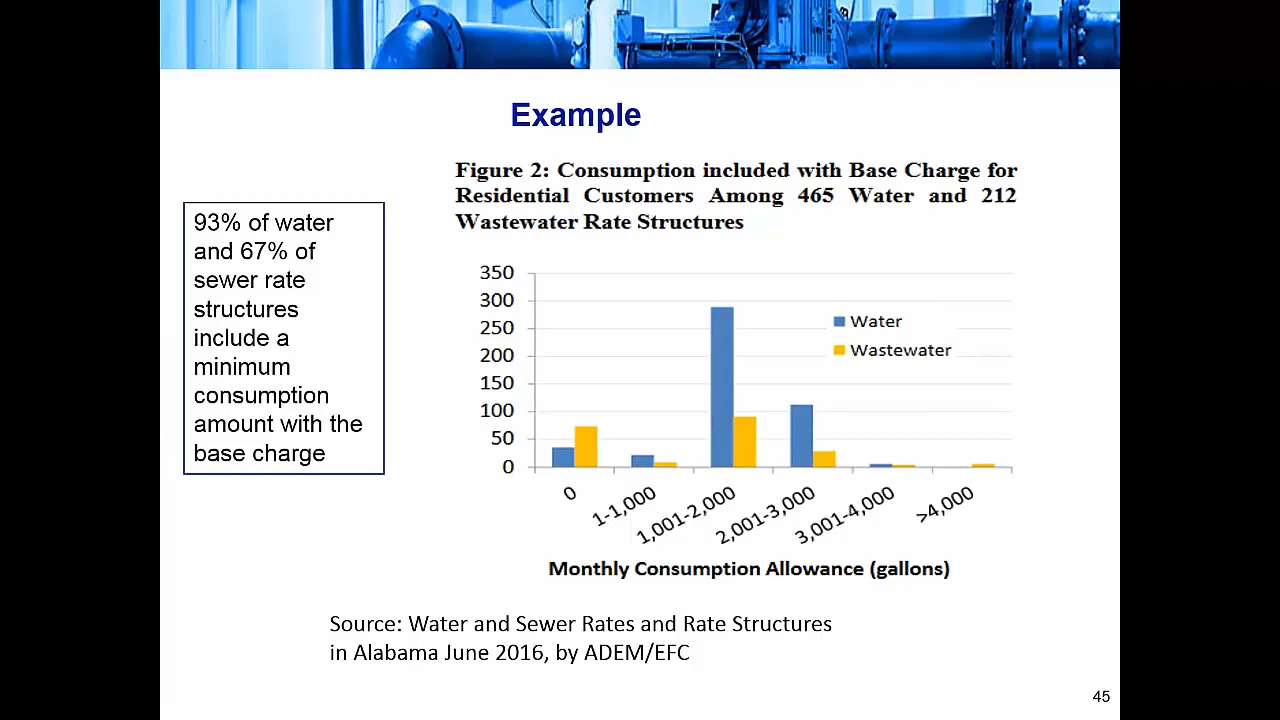 Example
Figure 2: Consumption included with Base Charge for
Residential Customers Among 465 Water and 212
Wastewater Rate Structures
93% of water
and 67% of
sewer rate
structures
include a
minimum
consumption
amount with the
base charge
350
300
250
200
150
100
50
0
Water
Wastewater
0
1-1,000
1,001-2,000
2,001-3,000
3,001-4,000
>4,000
Monthly Consumption Allowance (gallons)
Source: Water and Sewer Rates and Rate Structures
in Alabama June 2016, by ADEM/EFC
45